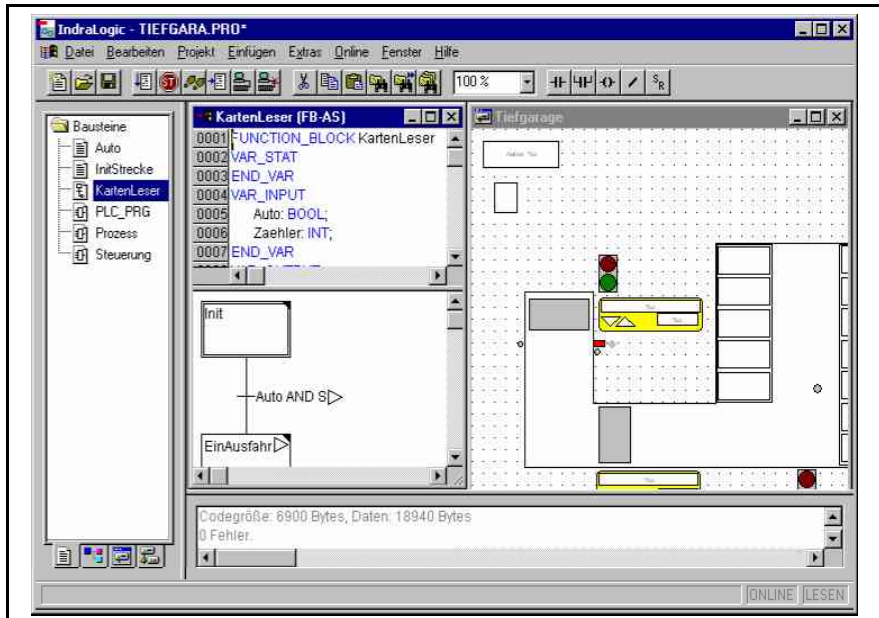 IndraLogic - TIEFGARA.PRO*
Datei Bearbeiten Projekt Einfügen Extras Online Fenster Hilfe
100 %
Bausteine
Auto
InitStrecke
KartenLeser
PLC_PRG
Prozess
Steuerung
KartenLeser (FB-AS)
0001 FUNCTION_BLOCK KartenLeser
0002 VAR_STAT
0003 END_VAR
0004 VAR_INPUT
0005 Auto: BOOL;
0006 Zaehler: INT;
0007 END_VAR
Init
Auto AND S
EinAusfahr
Tiefgarage
Codegröße: 6900 Bytes, Daten: 18940 Bytes
0 Fehler.
ONLINE LESEN